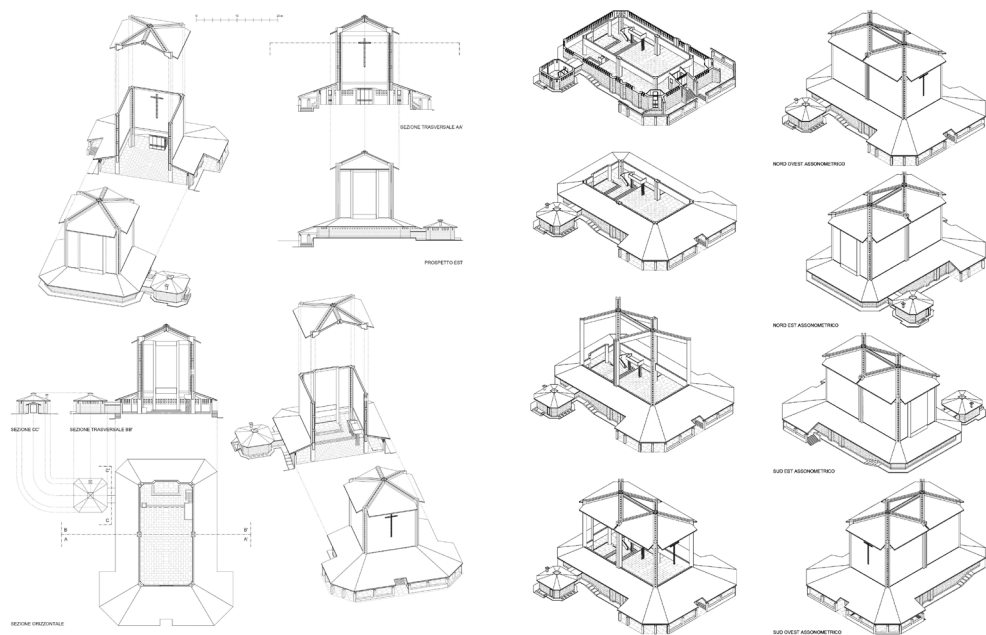 SEZIONE TRASVERSALE AA'
PROSPETTO EST
SEZIONE CC'
SEZIONE TRASVERSALE BB'
C'
C
B
B'
A
A'
SEZIONE ORIZZONTALE
NORD OVEST ASSONOMETRICO
NORD EST ASSONOMETRICO
SUD EST ASSONOMETRICO
SUD OVEST ASSONOMETRICO